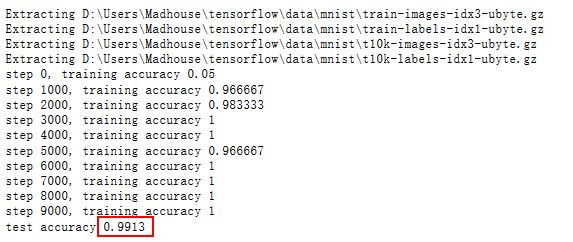 Extracting D:\Users\Madhouse\tensorflow\data\mnist\train-images-idx3-ubyte.gz
Extracting D:\Users\Madhouse\tensorflow\data\mnist\train-labels-idx1-ubyte.gz
Extracting D:\Users\Madhouse\tensorflow\data\mnist\t10k-images-idx3-ubyte.gz
Extracting D:\Users\Madhouse\tensorflow\data\mnist\t10k-labels-idx1-ubyte.gz
step 0, training accuracy 0.05
step 1000, training accuracy 0.966667
step 2000, training accuracy 0.983333
step 3000, training accuracy 1
step 4000, training accuracy 1
step 5000, training accuracy 0.966667
step 6000, training accuracy 1
step 7000, training accuracy 1
step 8000, training accuracy 1
step 9000, training accuracy 1
test accuracy 0.9913